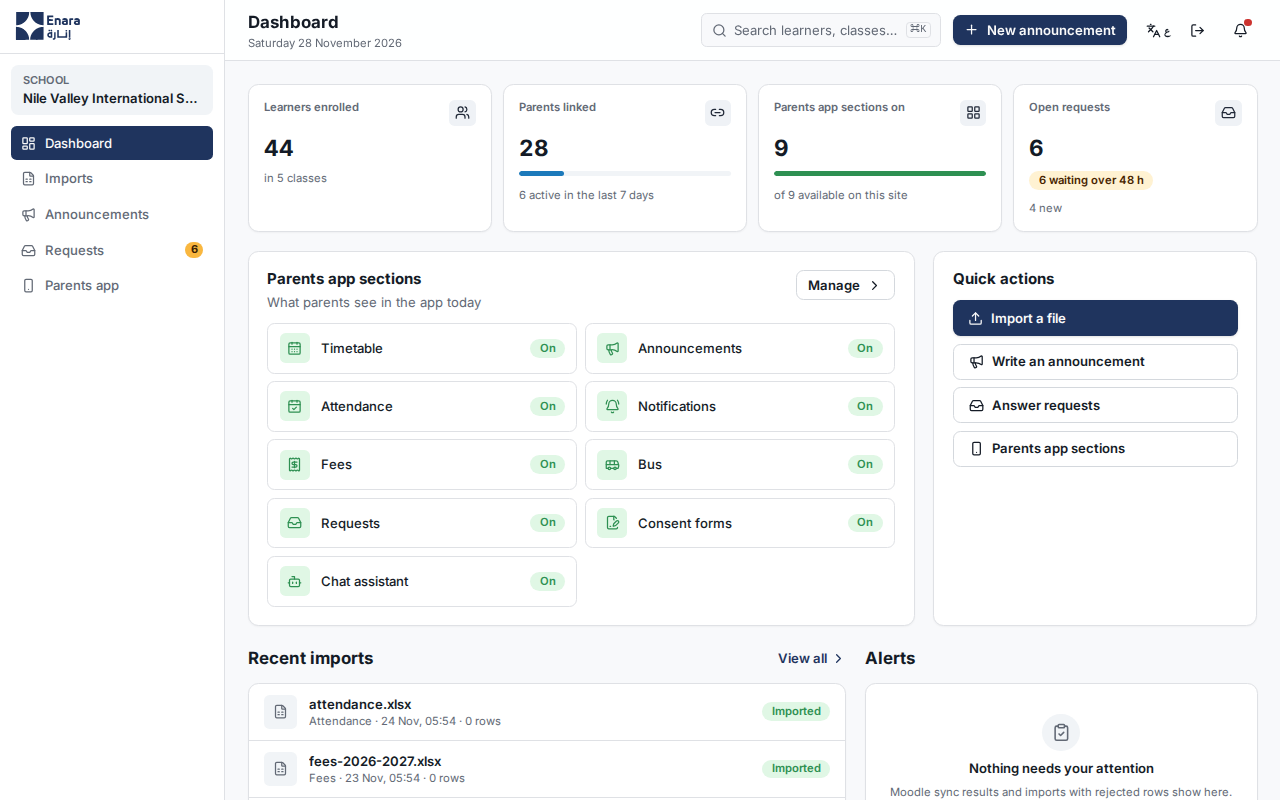 Enara
إنارة
SCHOOL
Nile Valley International S...
Dashboard
Imports
Announcements
Requests
6
Parents app
Dashboard
Saturday 28 November 2026
Search learners, classes...
⌘K
New announcement
ع
Learners enrolled
44
in 5 classes
Parents linked
28
6 active in the last 7 days
Parents app sections on
9
of 9 available on this site
Open requests
6
6 waiting over 48 h
4 new
Parents app sections
What parents see in the app today
Manage
Timetable
On
Announcements
On
Attendance
On
Notifications
On
Fees
On
Bus
On
Requests
On
Consent forms
On
Chat assistant
On
Quick actions
Import a file
Write an announcement
Answer requests
Parents app sections
Recent imports
View all
attendance.xlsx
Attendance · 24 Nov, 05:54 · 0 rows
Imported
fees-2026-2027.xlsx
Fees · 23 Nov, 05:54 · 0 rows
Imported
Alerts
Nothing needs your attention
Moodle sync results and imports with rejected rows show here.